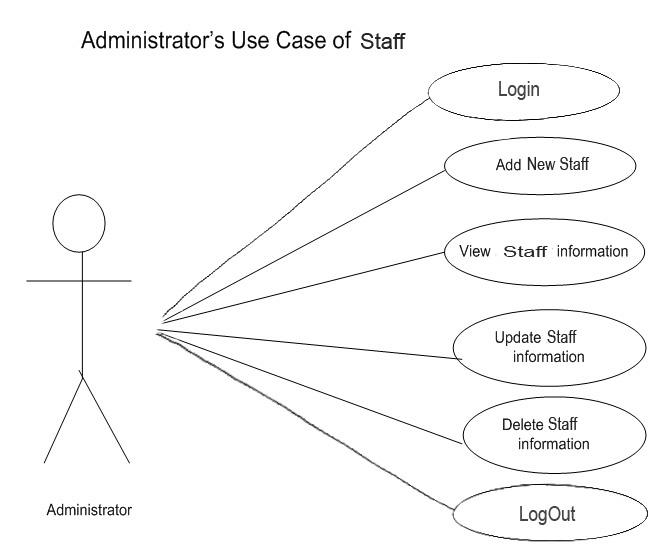 Administrator's Use Case of Staff
Login
Add New Staff
View Staff information
Update Staff
information
Delete Staff
information
LogOut
Administrator